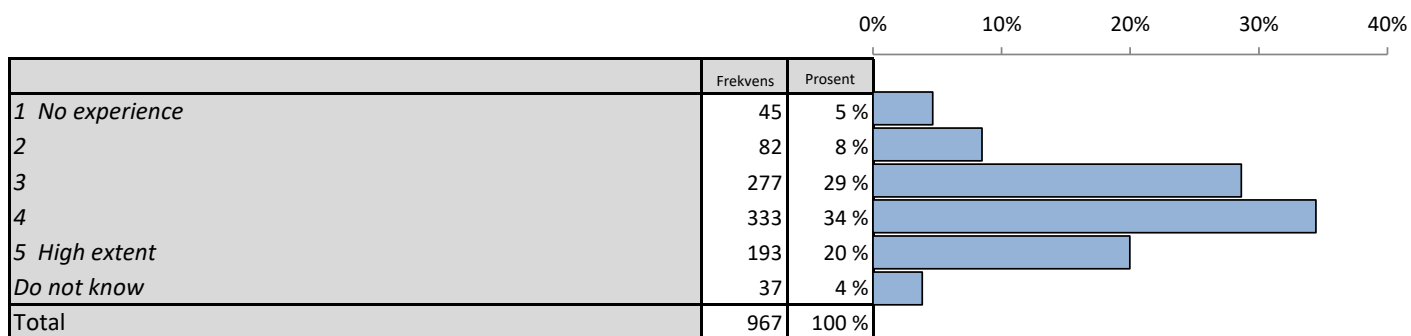 0% 10% 20% 30% 40%
Frekvens Prosent
1 No experience 45 5 %
2 82 8 %
3 277 29 %
4 333 34 %
5 High extent 193 20 %
Do not know 37 4 %
Total 967 100 %